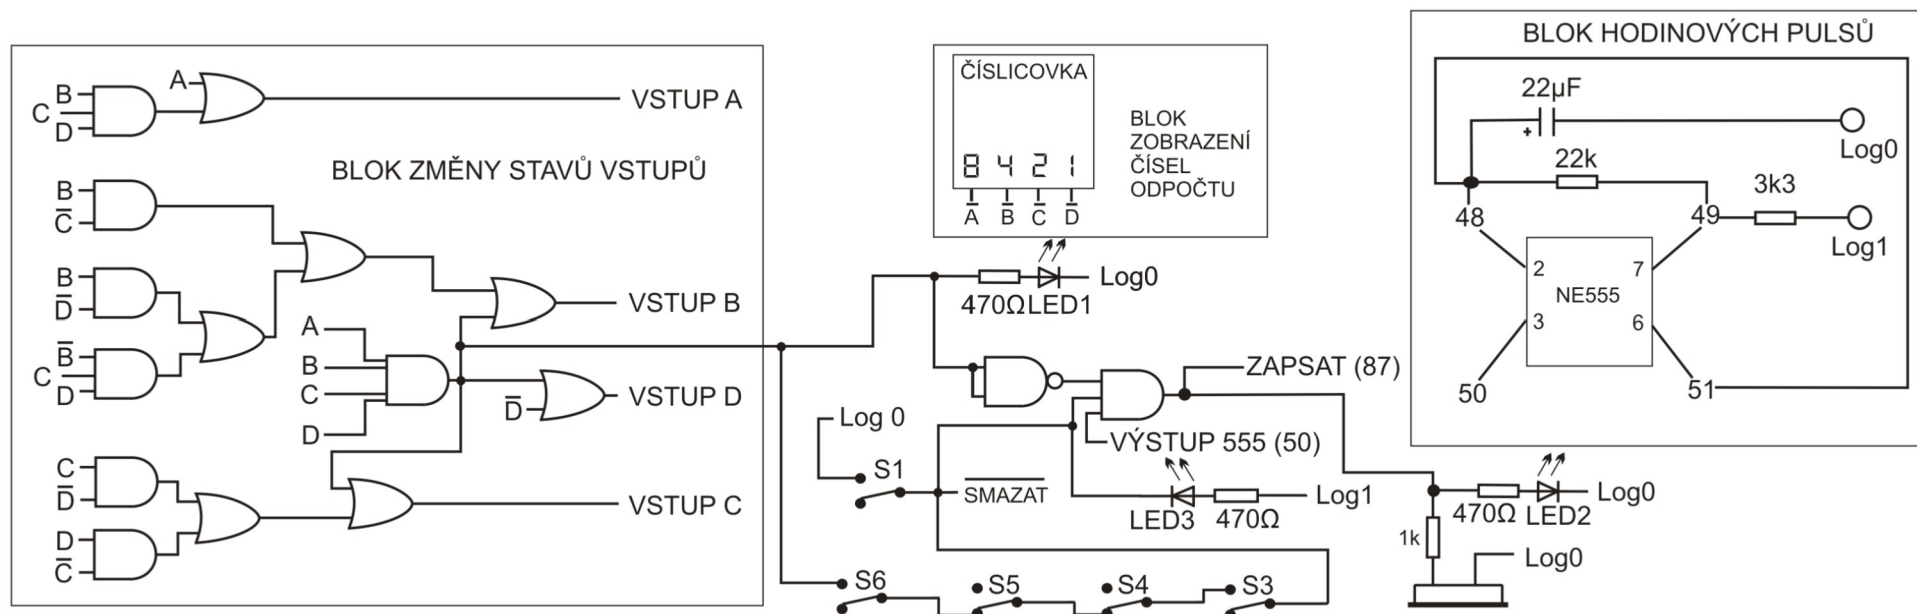 B
C
D
A
VSTUP A
BLOK ZMĚNY STAVŮ VSTUPŮ
B
C̅
B
D̅
B̅
C
D
VSTUP B
A
B
C
D
D̅
VSTUP D
C
D̅
D
C̅
VSTUP C
ČÍSLICOVKA
8 4 2 1
A̅ B̅ C̅ D̅
BLOK
ZOBRAZENÍ
ČÍSEL
ODPOČTU
470Ω LED1
Log0
ZAPSAT (87)
Log 0
VÝSTUP 555 (50)
S1
SMAZAT
LED3
470Ω
Log1
S6
S5
S4
S3
470Ω
LED2
Log0
1k
Log0
BLOK HODINOVÝCH PULSŮ
22µF
+
Log0
22k
3k3
48
49
Log1
2
7
NE555
3
6
50
51